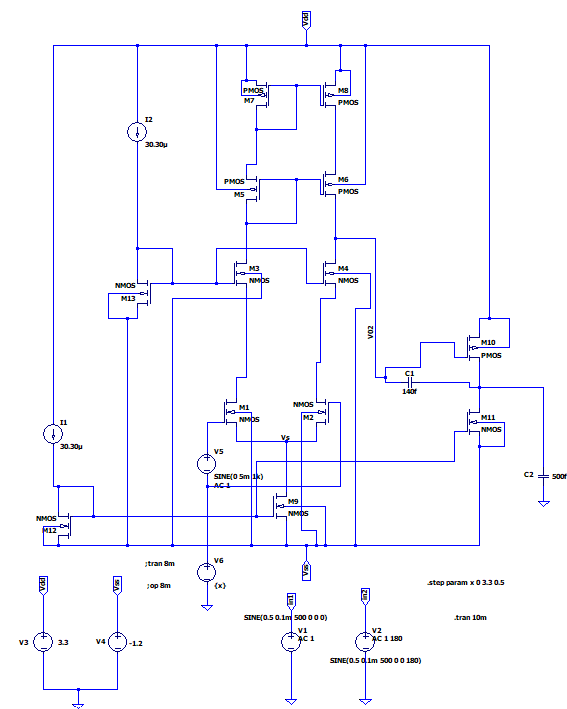 Vdd
PMOS
M7
M8
PMOS
I2
30.30µ
PMOS
M5
M6
PMOS
M3
NMOS
M4
NMOS
NMOS
M13
V02
M10
PMOS
C1
140f
M1
NMOS
NMOS
M2
M11
NMOS
I1
30.30µ
Vs
V5
SINE(0 5m 1k)
AC 1
C2
500f
M9
NMOS
NMOS
M12
;tran 8m
;op 8m
V6
{x}
Vss
.step param x 0 3.3 0.5
.tran 10m
Vdd
Vss
in1
in2
SINE(0.5 0.1m 500 0 0 0)
V3
3.3
V4
-1.2
V1
AC 1
V2
AC 1 180
SINE(0.5 0.1m 500 0 0 180)